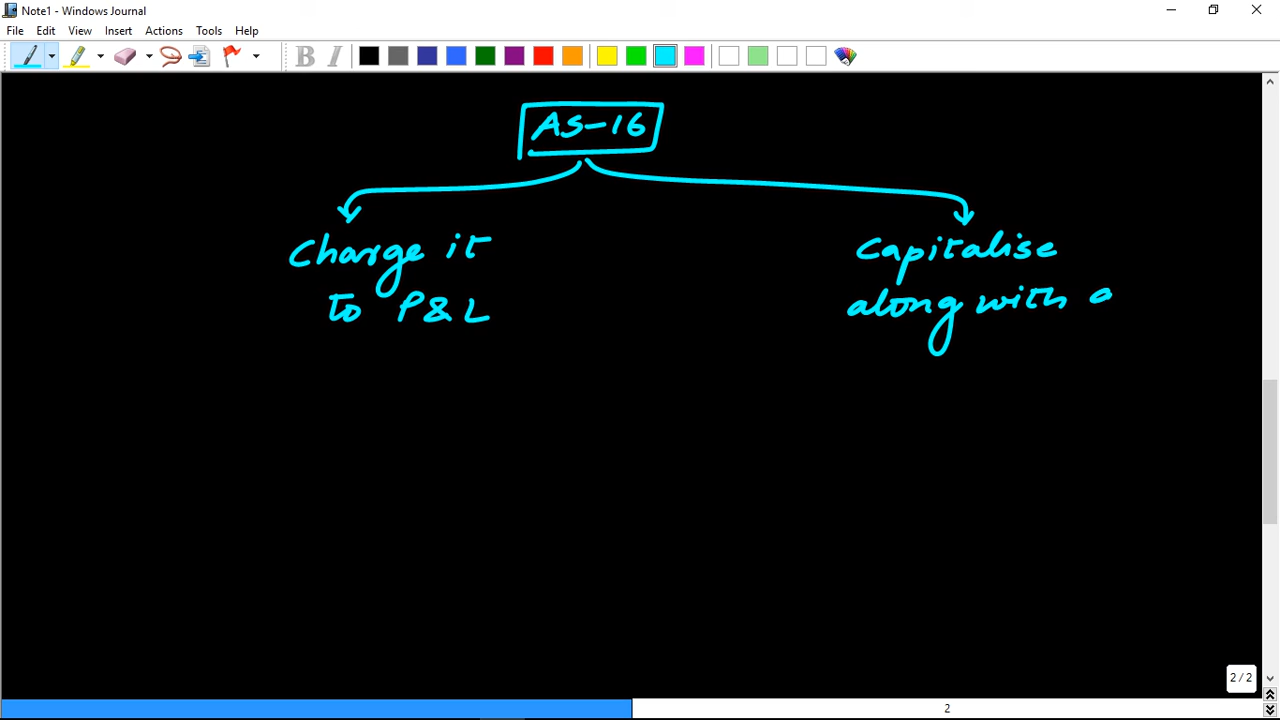 Note1 - Windows Journal
File Edit View Insert Actions Tools Help
B I
AS-16
Charge it
to P&L
Capitalise
along with
2/2
2